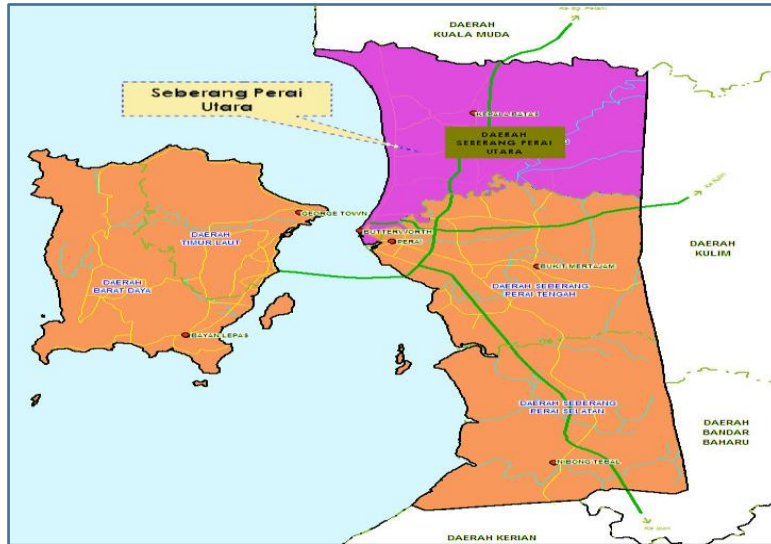 DAERAH
KUALA MUDA
Seberang Perai
Utara
KEPALA BATAS
DAERAH
SEBERANG PERAI
UTARA
GEORGE TOWN
BUTTERWORTH
PERAI
DAERAH
TIMUR LAUT
DAERAH
KULIM
BUKIT MERTAJAM
DAERAH
BARAT DAYA
DAERAH SEBERANG
PERAI TENGAH
BAYAN LEPAS
DAERAH SEBERANG
PERAI SELATAN
DAERAH
BANDAR
BAHARU
NIBONG TEBAL
DAERAH KERIAN